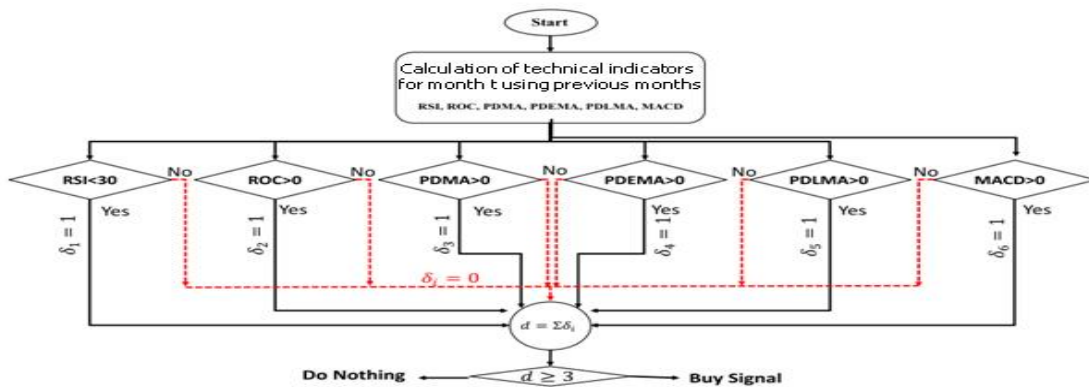 Start
Calculation of technical indicators
for month t using previous months
RSI, ROC, PDMA, PDEMA, PDLMA, MACD
RSI<30 No ROC>0 No PDMA>0 No PDEMA>0 No PDLMA>0 No MACD>0
Yes Yes Yes Yes Yes Yes
δ₁ = 1 δ₂ = 1 δ₃ = 1 δ₄ = 1 δ₅ = 1 δ₆ = 1
δᵢ = 0
d = Σδᵢ
Do Nothing d ≥ 3 Buy Signal